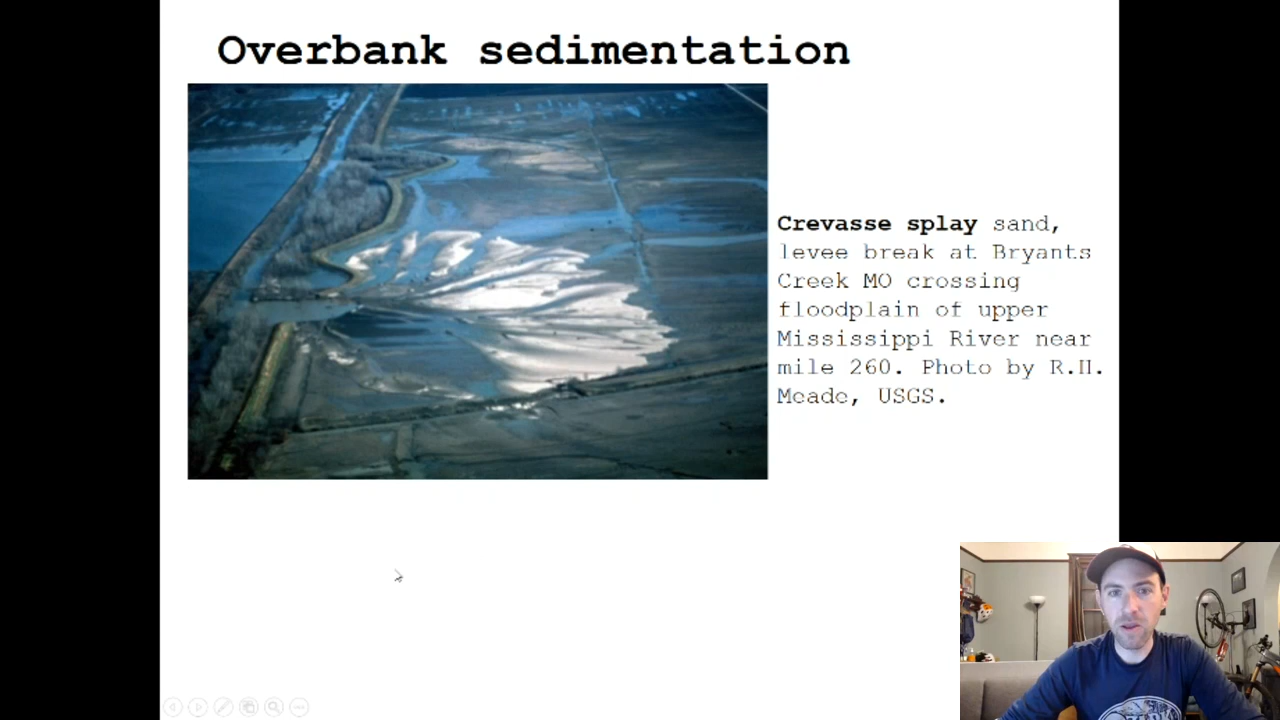 Overbank sedimentation
Crevasse splay sand,
levee break at Bryants
Creek MO crossing
floodplain of upper
Mississippi River near
mile 260. Photo by R.H.
Meade, USGS.